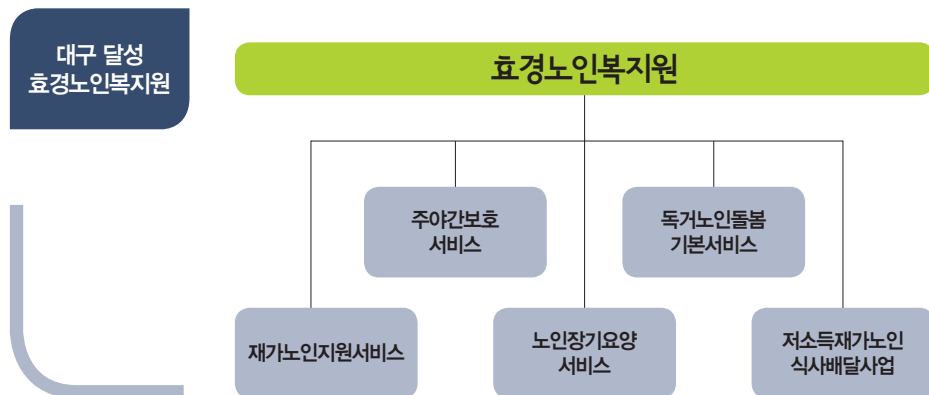 대구 달성
효경노인복지원
효경노인복지원
주야간보호
서비스
독거노인돌봄
기본서비스
재가노인지원서비스
노인장기요양
서비스
저소득재가노인
식사배달사업